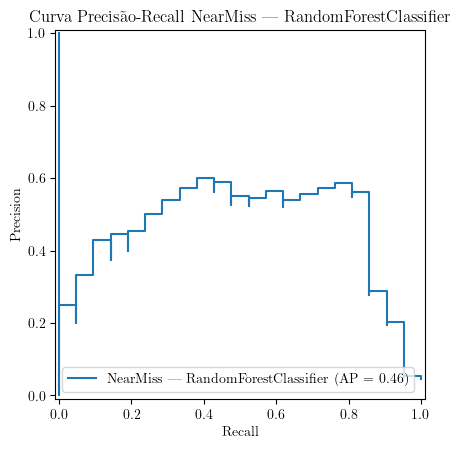 Curva Precisão-Recall NearMiss — RandomForestClassifier
1.0
0.8
0.6
0.4
0.2
0.0
Precision
NearMiss — RandomForestClassifier (AP = 0.46)
0.0 0.2 0.4 0.6 0.8 1.0
Recall